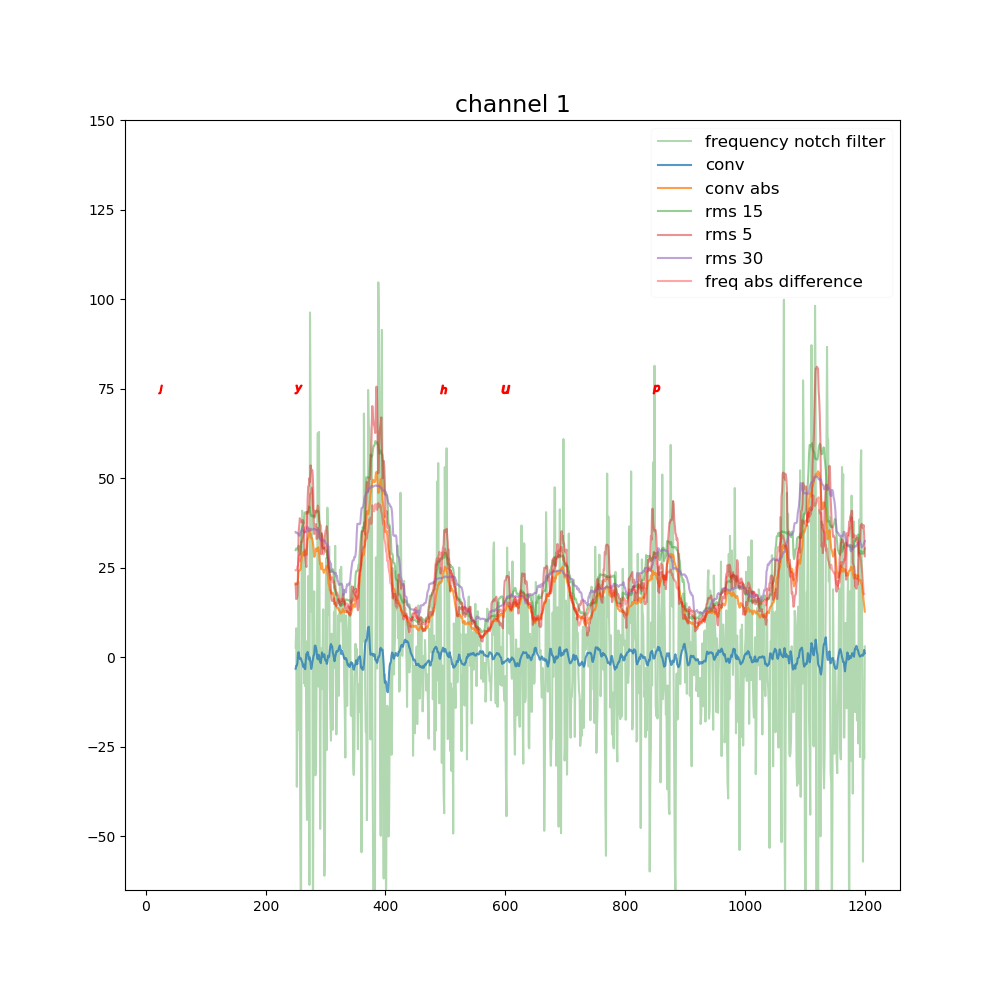 channel 1
150
125
100
75
50
25
0
−25
−50
frequency notch filter
conv
conv abs
rms 15
rms 5
rms 30
freq abs difference
j y h u p
0 200 400 600 800 1000 1200